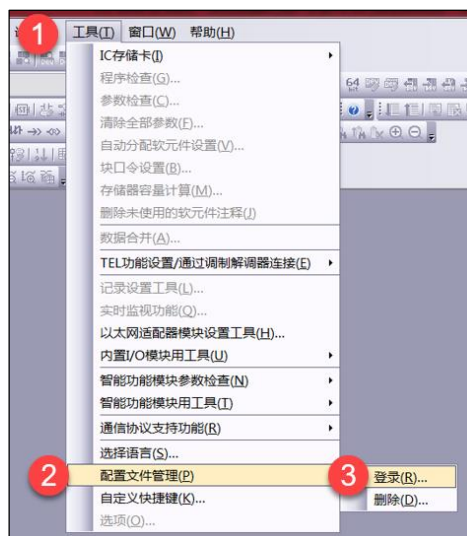 1
工具(T) 窗口(W) 帮助(H)
IC存储卡(I)
程序检查(G)...
参数检查(C)...
清除全部参数(F)...
自动分配软元件设置(V)...
块口令设置(B)...
存储器容量计算(M)...
删除未使用的软元件注释(J)
数据合并(A)...
TEL功能设置/通过调制解调器连接(E)
记录设置工具(L)...
实时监视功能(Q)...
以太网适配器模块设置工具(H)...
内置I/O模块用工具(U)
智能功能模块参数检查(N)
智能功能模块用工具(T)
通信协议支持功能(R)
选择语言(S)...
2 配置文件管理(P) 3 登录(R)...
自定义快捷键(K)... 删除(D)...
选项(O)...
64